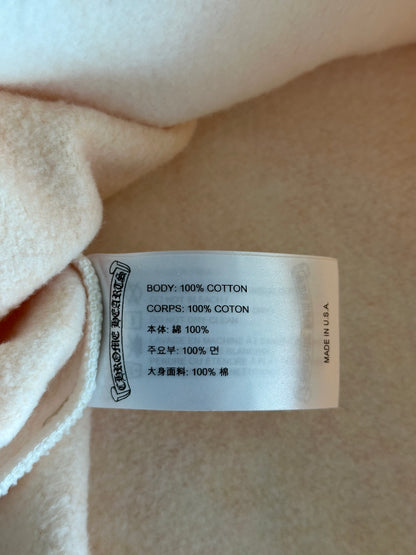 CHROME HEARTS
BODY: 100% COTTON
CORPS: 100% COTON
本体: 綿 100%
주요부: 100% 면
大身面料: 100% 棉
MADE IN U.S.A.